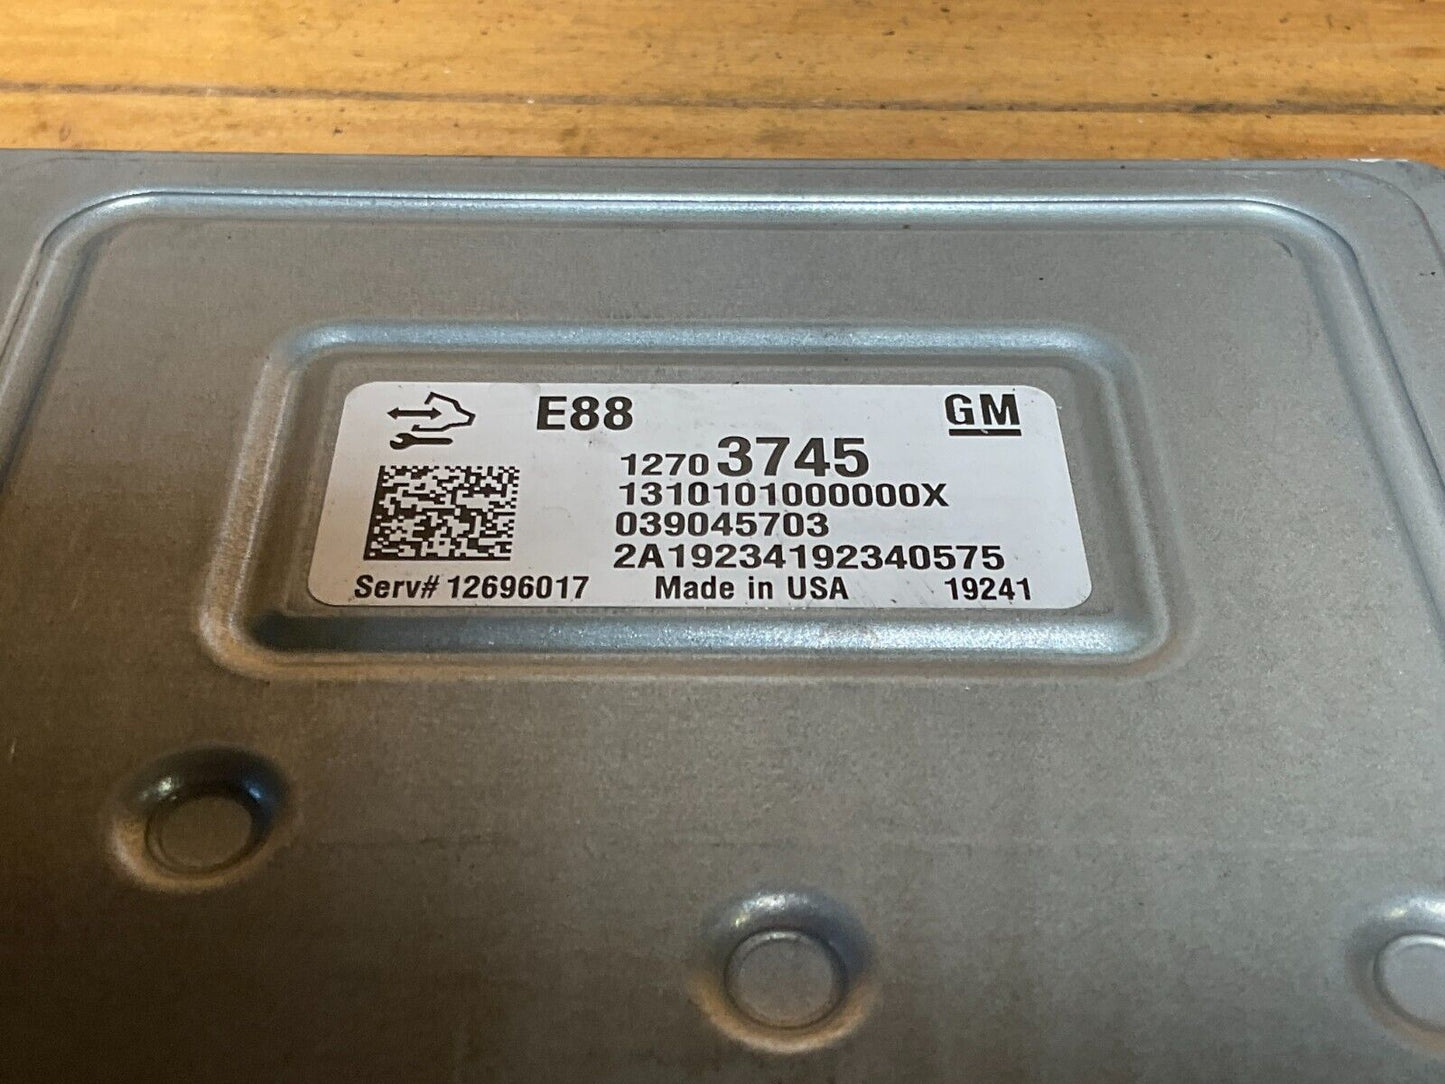 E88 GM
12703745
1310101000000X
039045703
2A19234192340575
Serv# 12696017 Made in USA 19241